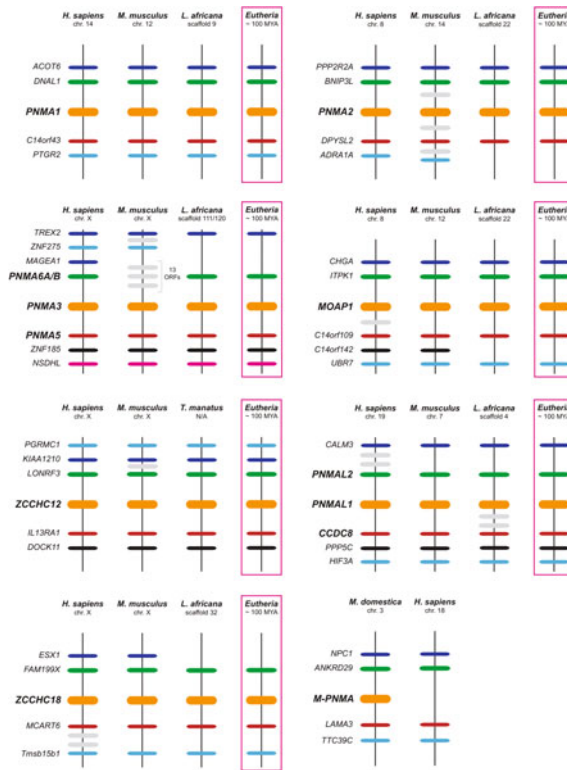 H. sapiens M. musculus L. africana Eutheria
chr. 14 chr. 12 scaffold 9 ~ 100 MYA
ACOT6
DNAL1
PNMA1
C14orf43
PTGR2
H. sapiens M. musculus L. africana Eutheria
chr. 8 chr. 14 scaffold 22 ~ 100 MYA
PPP2R2A
BNIP3L
PNMA2
DPYSL2
ADRA1A
H. sapiens M. musculus L. africana Eutheria
chr. X chr. X scaffold 111/120 ~ 100 MYA
TREX2
ZNF275
MAGEA1
PNMA6A/B
13
ORFs
PNMA3
PNMA5
ZNF185
NSDHL
H. sapiens M. musculus L. africana Eutheria
chr. 8 chr. 12 scaffold 22 ~ 100 MYA
CHGA
ITPK1
MOAP1
C14orf109
C14orf142
UBR7
H. sapiens M. musculus T. manatus Eutheria
chr. X chr. X N/A ~ 100 MYA
PGRMC1
KIAA1210
LONRF3
ZCCHC12
IL13RA1
DOCK11
H. sapiens M. musculus L. africana Eutheria
chr. 19 chr. 7 scaffold 4 ~ 100 MYA
CALM3
PNMAL2
PNMAL1
CCDC8
PPP5C
HIF3A
H. sapiens M. musculus L. africana Eutheria
chr. X chr. X scaffold 32 ~ 100 MYA
ESX1
FAM199X
ZCCHC18
MCART6
Tmsb15b1
M. domestica H. sapiens
chr. 3 chr. 18
NPC1
ANKRD29
M-PNMA
LAMA3
TTC39C